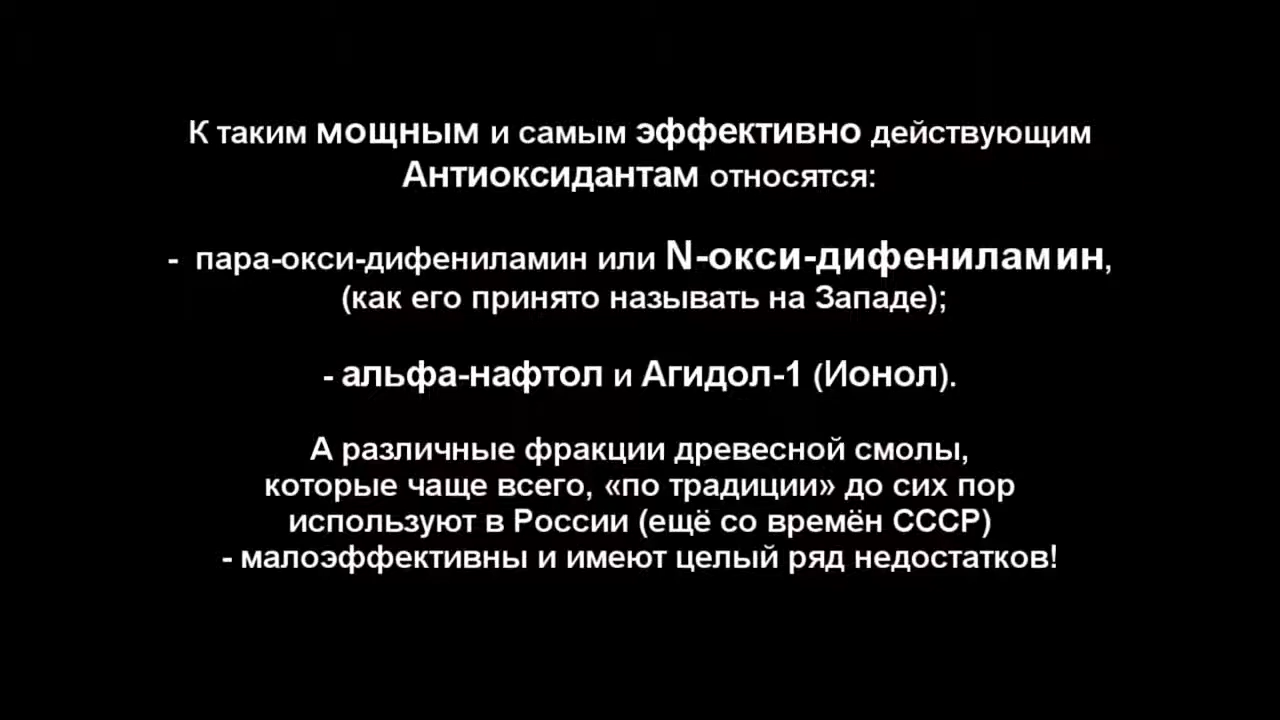 К таким мощным и самым эффективно действующим
Антиоксидантам относятся:
- пара-окси-дифениламин или N-окси-дифениламин,
(как его принято называть на Западе);
- альфа-нафтол и Агидол-1 (Ионол).
А различные фракции древесной смолы,
которые чаще всего, «по традиции» до сих пор
используют в России (ещё со времён СССР)
- малоэффективны и имеют целый ряд недостатков!